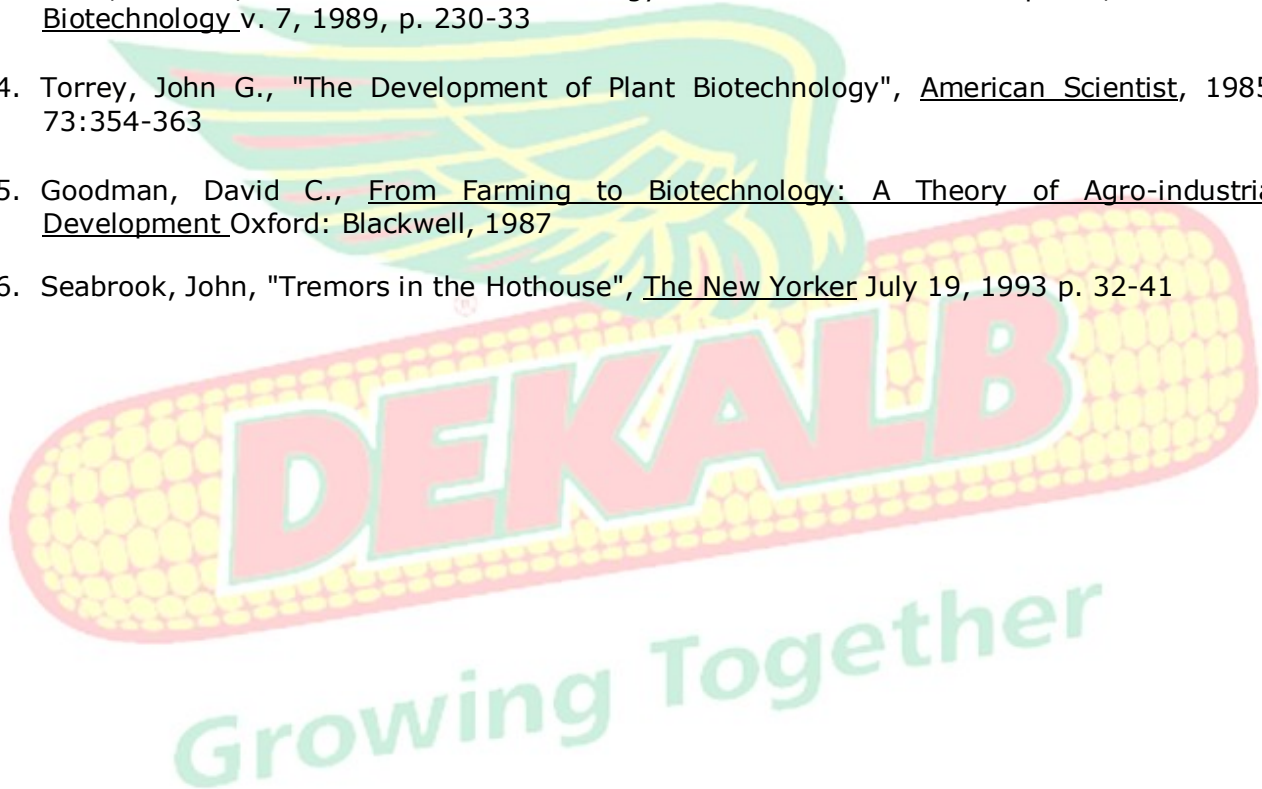 Biotechnology v. 7, 1989, p. 230-33
4. Torrey, John G., "The Development of Plant Biotechnology", American Scientist, 1985
73:354-363
5. Goodman, David C., From Farming to Biotechnology: A Theory of Agro-industria
Development Oxford: Blackwell, 1987
6. Seabrook, John, "Tremors in the Hothouse", The New Yorker July 19, 1993 p. 32-41
®
DEKALB
Growing Together